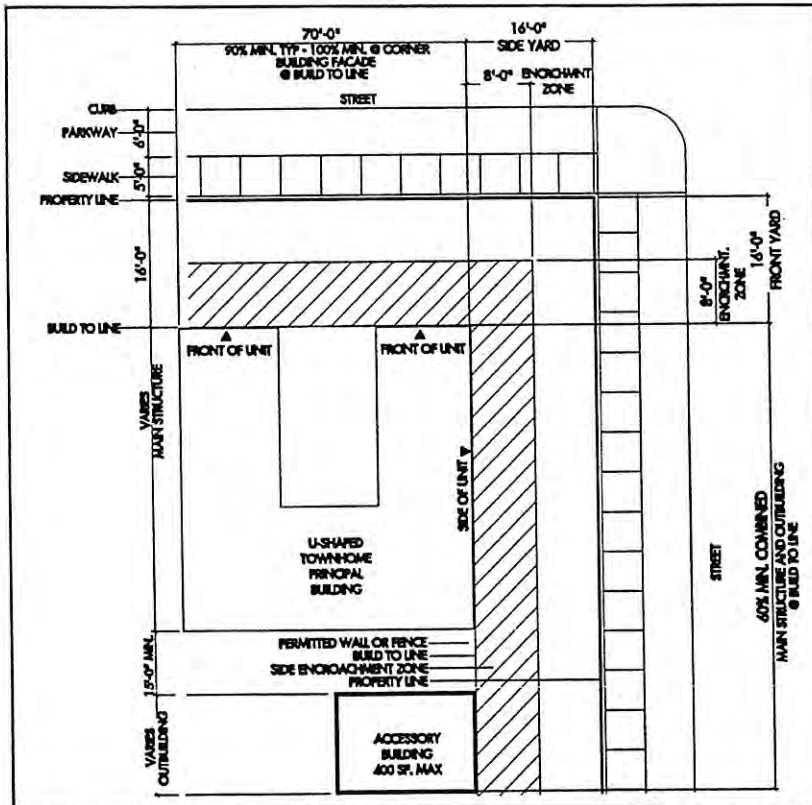 70'-0"
16'-0"
SIDE YARD
90% MIN. TYP - 100% MIN. @ CORNER
BUILDING FACADE
@ BUILD TO LINE
8'-0" ENCRCHMNT
ZONE
STREET
CURB
PARKWAY
6'-0"
SIDEWALK
5'-0"
PROPERTY LINE
16'-0"
16'-0"
FRONT YARD
8'-0"
ENCRCHMNT.
ZONE
BUILD TO LINE
FRONT OF UNIT
FRONT OF UNIT
VARIES
MAIN STRUCTURE
SIDE OF UNIT
U-SHAPED
TOWNHOME
PRINCIPAL
BUILDING
STREET
60% MIN. COMBINED
MAIN STRUCTURE AND OUTBUILDING
@ BUILD TO LINE
PERMITTED WALL OR FENCE
BUILD TO LINE
SIDE ENCROACHMENT ZONE
PROPERTY LINE
15'-0" MIN.
VARIES
OUTBUILDING
ACCESSORY
BUILDING
400 SF. MAX